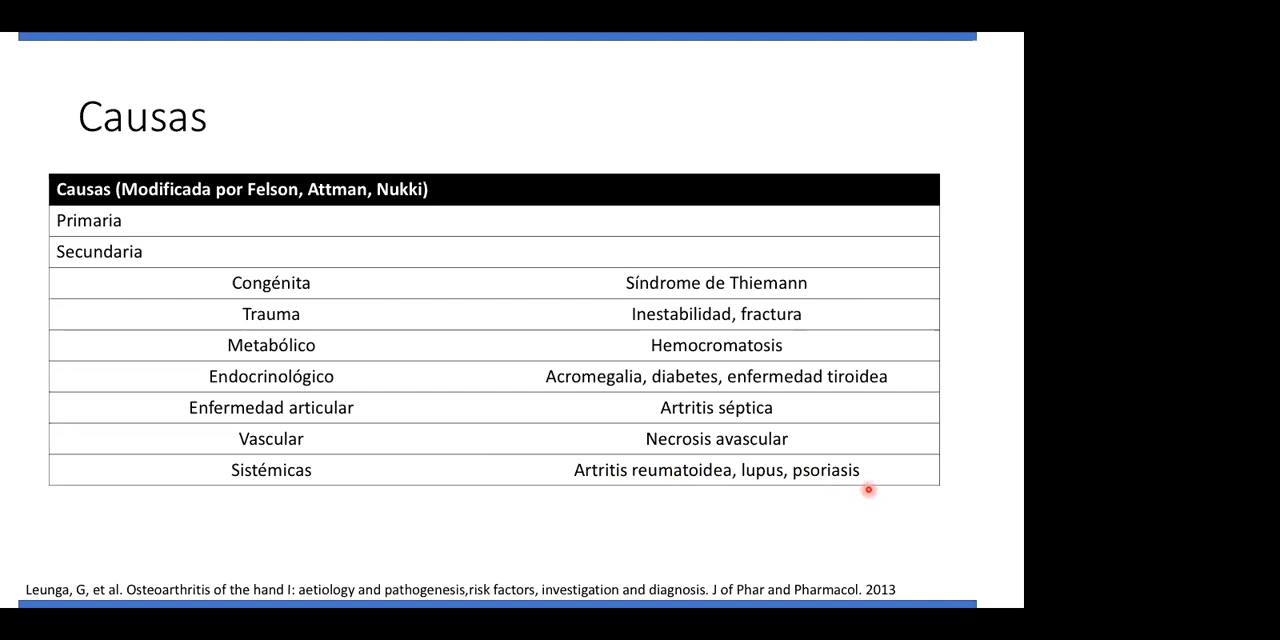 Causas
Causas (Modificada por Felson, Attman, Nukki)
Primaria
Secundaria
Congénita Síndrome de Thiemann
Trauma Inestabilidad, fractura
Metabólico Hemocromatosis
Endocrinológico Acromegalia, diabetes, enfermedad tiroidea
Enfermedad articular Artritis séptica
Vascular Necrosis avascular
Sistémicas Artritis reumatoidea, lupus, psoriasis
Leunga, G, et al. Osteoarthritis of the hand I: aetiology and pathogenesis,risk factors, investigation and diagnosis. J of Phar and Pharmacol. 2013